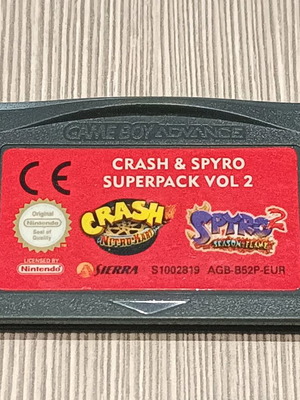 GAME BOY ADVANCE
CE
CRASH & SPYRO
SUPERPACK VOL 2
Original
Nintendo
Seal of
Quality
CRASH
NITRO KART
SPYRO 2
SEASON OF FLAME
Licensed by
Nintendo
SIERRA
S1002819
AGB-B52P-EUR